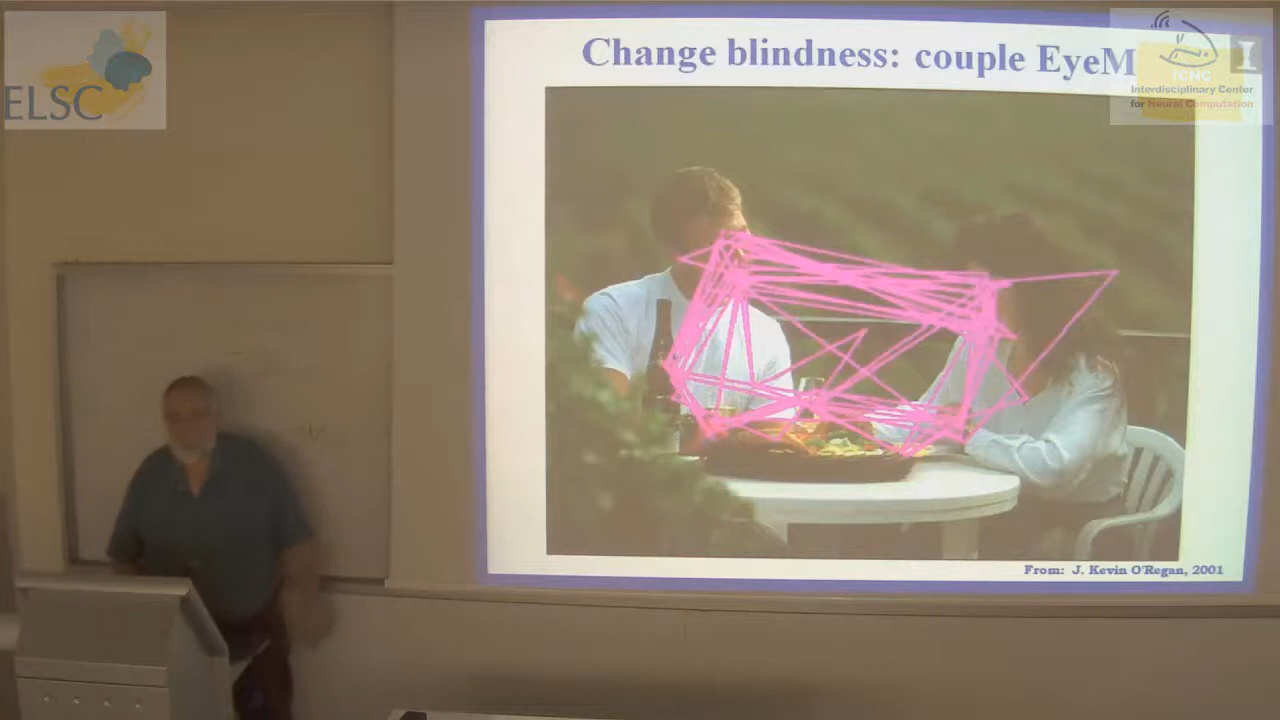 ELSC
Change blindness: couple EyeM
ICNC
Interdisciplinary Center
for Neural Computation
I
From: J. Kevin O'Regan, 2001